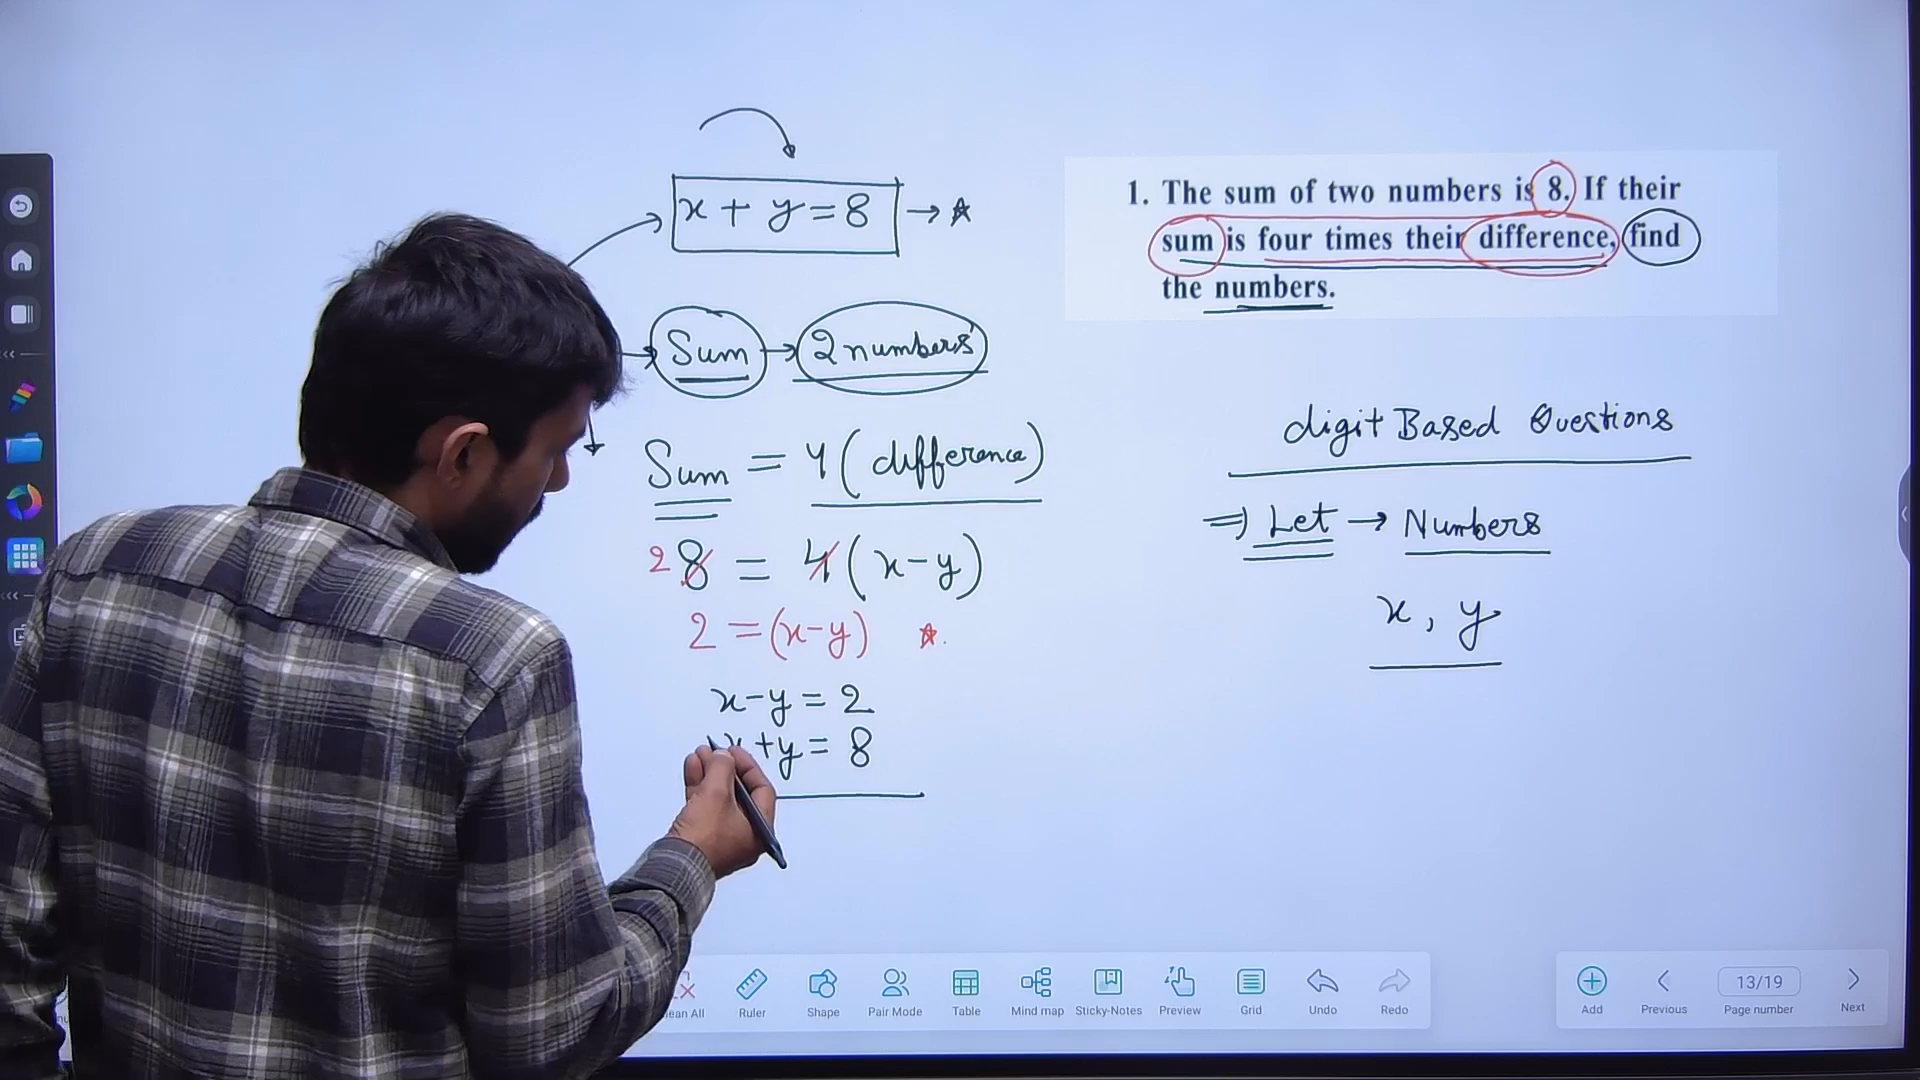 x + y = 8 → ☆
Sum → 2 numbers
Sum = 4 ( difference )
2 8 = 4 ( x - y )
2 = (x - y) ☆.
x - y = 2
x + y = 8
1. The sum of two numbers is 8. If their
sum is four times their difference, find
the numbers.
digit Based Questions
⇒ Let → Numbers
x, y
Ruler
Shape
Pair Mode
Table
Mind map
Sticky-Notes
Preview
Grid
Undo
Redo
Add
Previous
13/19
Page number
Next